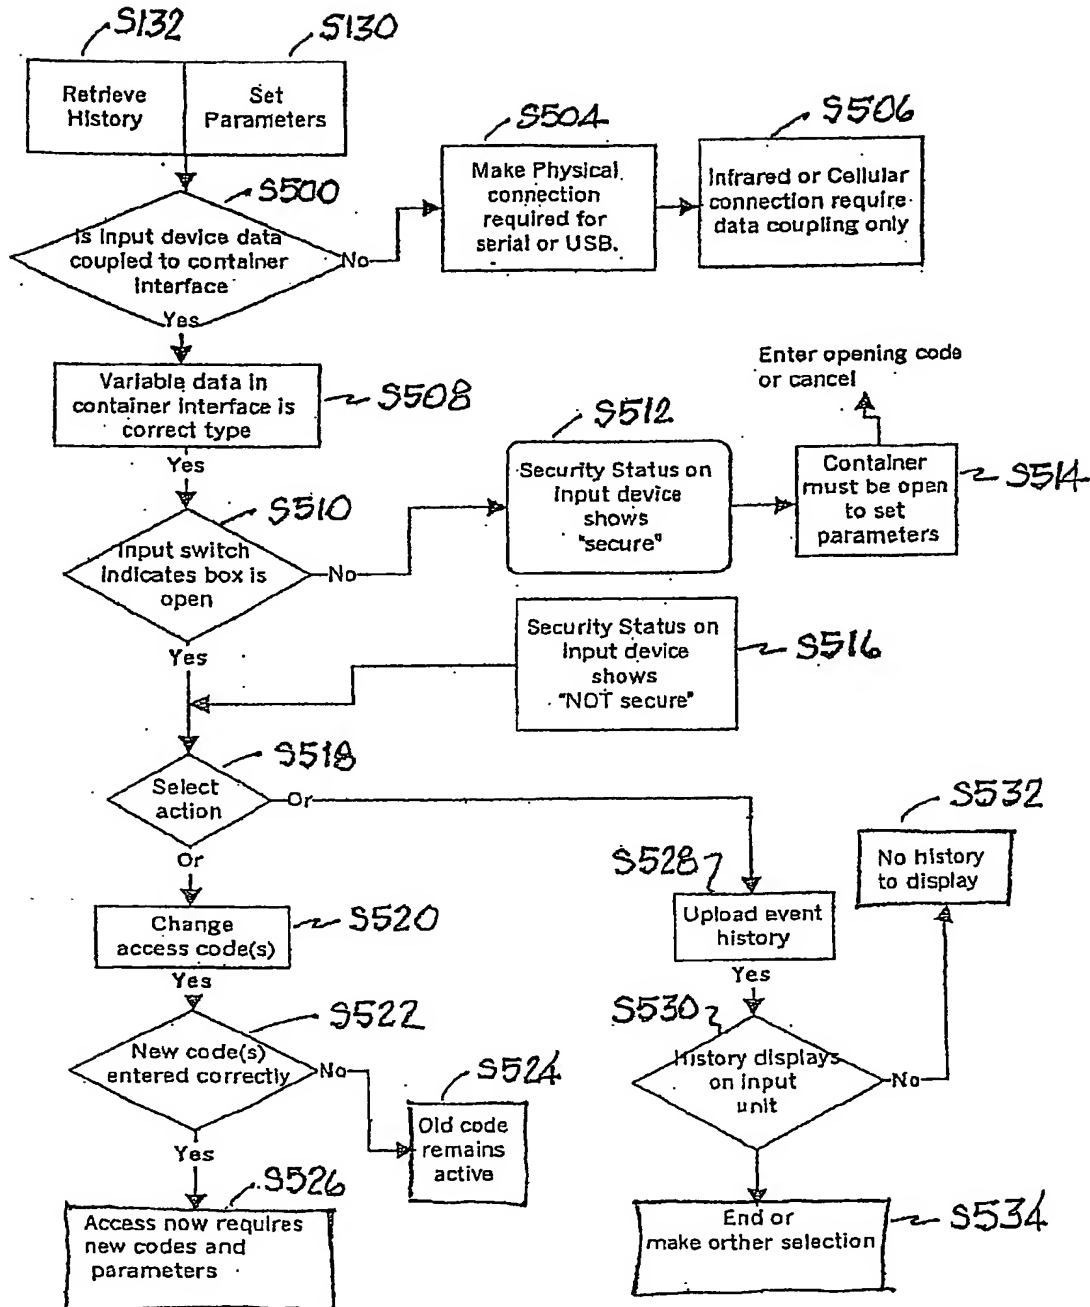 S132
S130
Retrieve
History
Set
Parameters
S504
S506
S500
Make Physical
connection
required for
serial or USB.
Infrared or Cellular
connection require
data coupling only
Is input device data
coupled to container
interface
No
Yes
Variable data in
container interface is
correct type
S508
Enter opening code
or cancel
S512
Yes
Security Status on
input device
shows
"secure"
Container
must be open
to set
parameters
S514
S510
Input switch
indicates box is
open
No
Security Status on
input device
shows
"NOT secure"
S516
Yes
S518
Select
action
Or
Or
S532
No history
to display
S528
Upload event
history
Change
access code(s)
S520
Yes
Yes
S522
S530
New code(s)
entered correctly
No
History displays
on input
unit
No
S524
Old code
remains
active
Yes
S526
Access now requires
new codes and
parameters
End or
make orther selection
S534